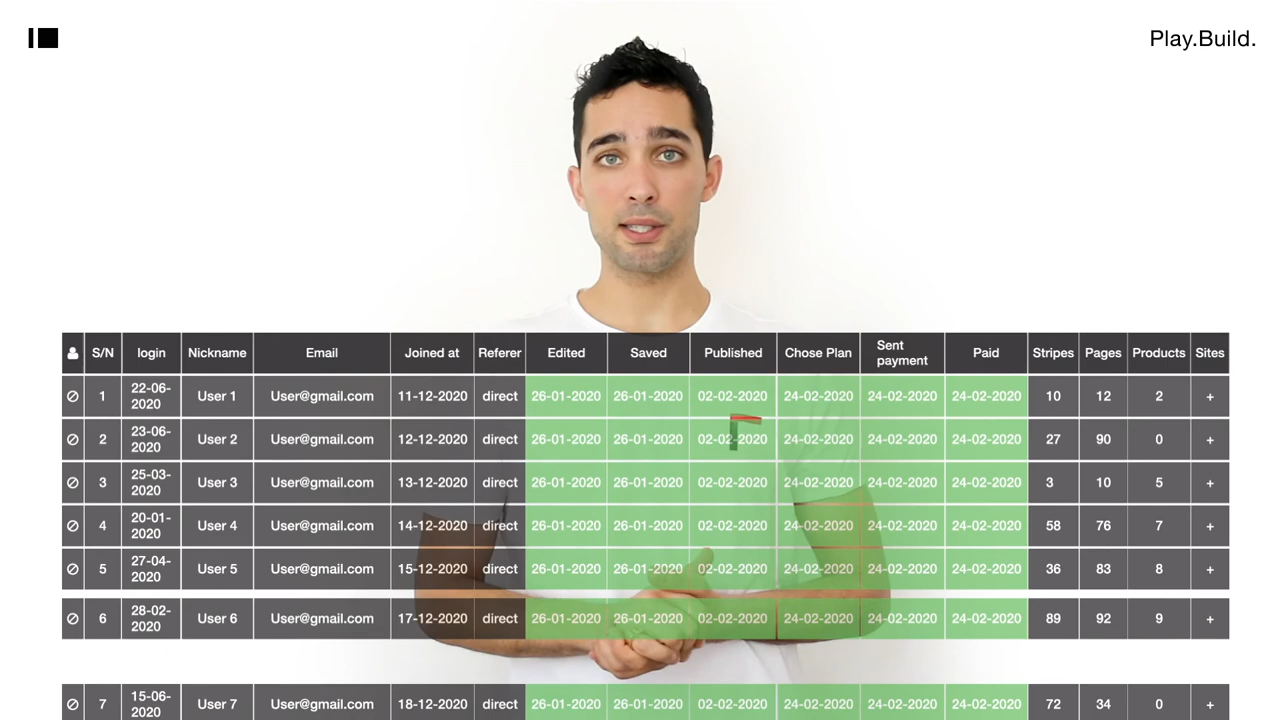 Play.Build.
S/N login Nickname Email Joined at Referer Edited Saved Published Chose Plan Sent payment Paid Stripes Pages Products Sites
1 22-06-2020 User 1 User@gmail.com 11-12-2020 direct 26-01-2020 26-01-2020 02-02-2020 24-02-2020 24-02-2020 24-02-2020 10 12 2 +
2 23-06-2020 User 2 User@gmail.com 12-12-2020 direct 26-01-2020 26-01-2020 02-02-2020 24-02-2020 24-02-2020 24-02-2020 27 90 0 +
3 25-03-2020 User 3 User@gmail.com 13-12-2020 direct 26-01-2020 26-01-2020 02-02-2020 24-02-2020 24-02-2020 24-02-2020 3 10 5 +
4 20-01-2020 User 4 User@gmail.com 14-12-2020 direct 26-01-2020 26-01-2020 02-02-2020 24-02-2020 24-02-2020 24-02-2020 58 76 7 +
5 27-04-2020 User 5 User@gmail.com 15-12-2020 direct 26-01-2020 26-01-2020 02-02-2020 24-02-2020 24-02-2020 24-02-2020 36 83 8 +
6 28-02-2020 User 6 User@gmail.com 17-12-2020 direct 26-01-2020 26-01-2020 02-02-2020 24-02-2020 24-02-2020 24-02-2020 89 92 9 +
7 15-06-2020 User 7 User@gmail.com 18-12-2020 direct 26-01-2020 26-01-2020 02-02-2020 24-02-2020 24-02-2020 24-02-2020 72 34 0 +